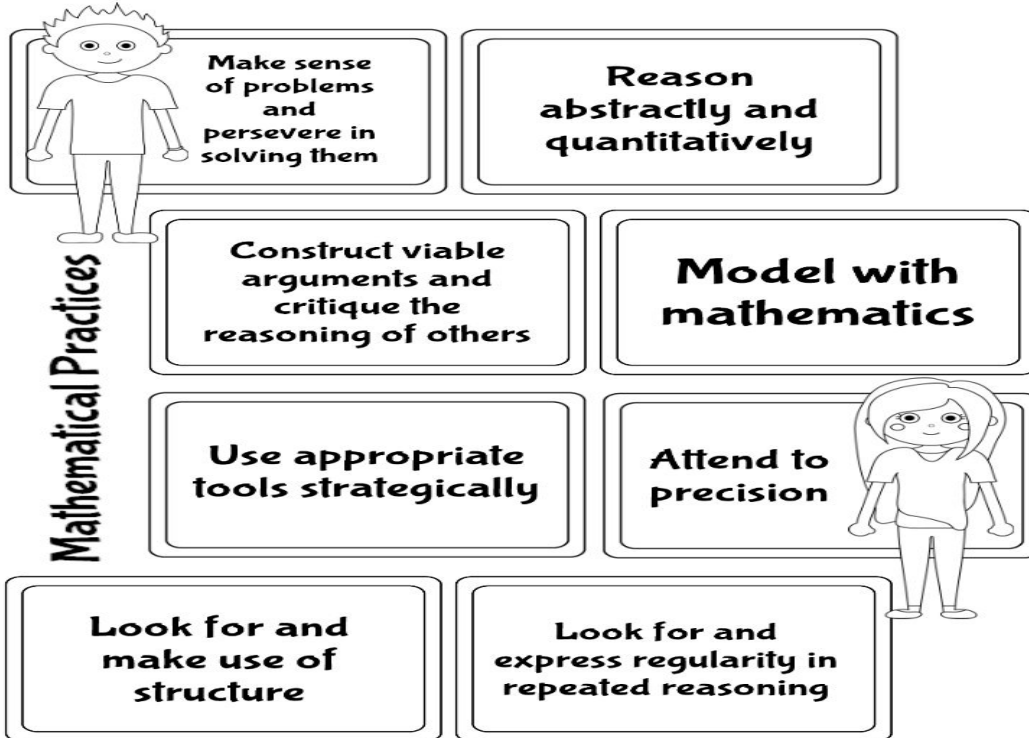 Make sense
of problems
and
persevere in
solving them
Reason
abstractly and
quantitatively
Mathematical Practices
Construct viable
arguments and
critique the
reasoning of others
Model with
mathematics
Use appropriate
tools strategically
Attend to
precision
Look for and
make use of
structure
Look for and
express regularity in
repeated reasoning